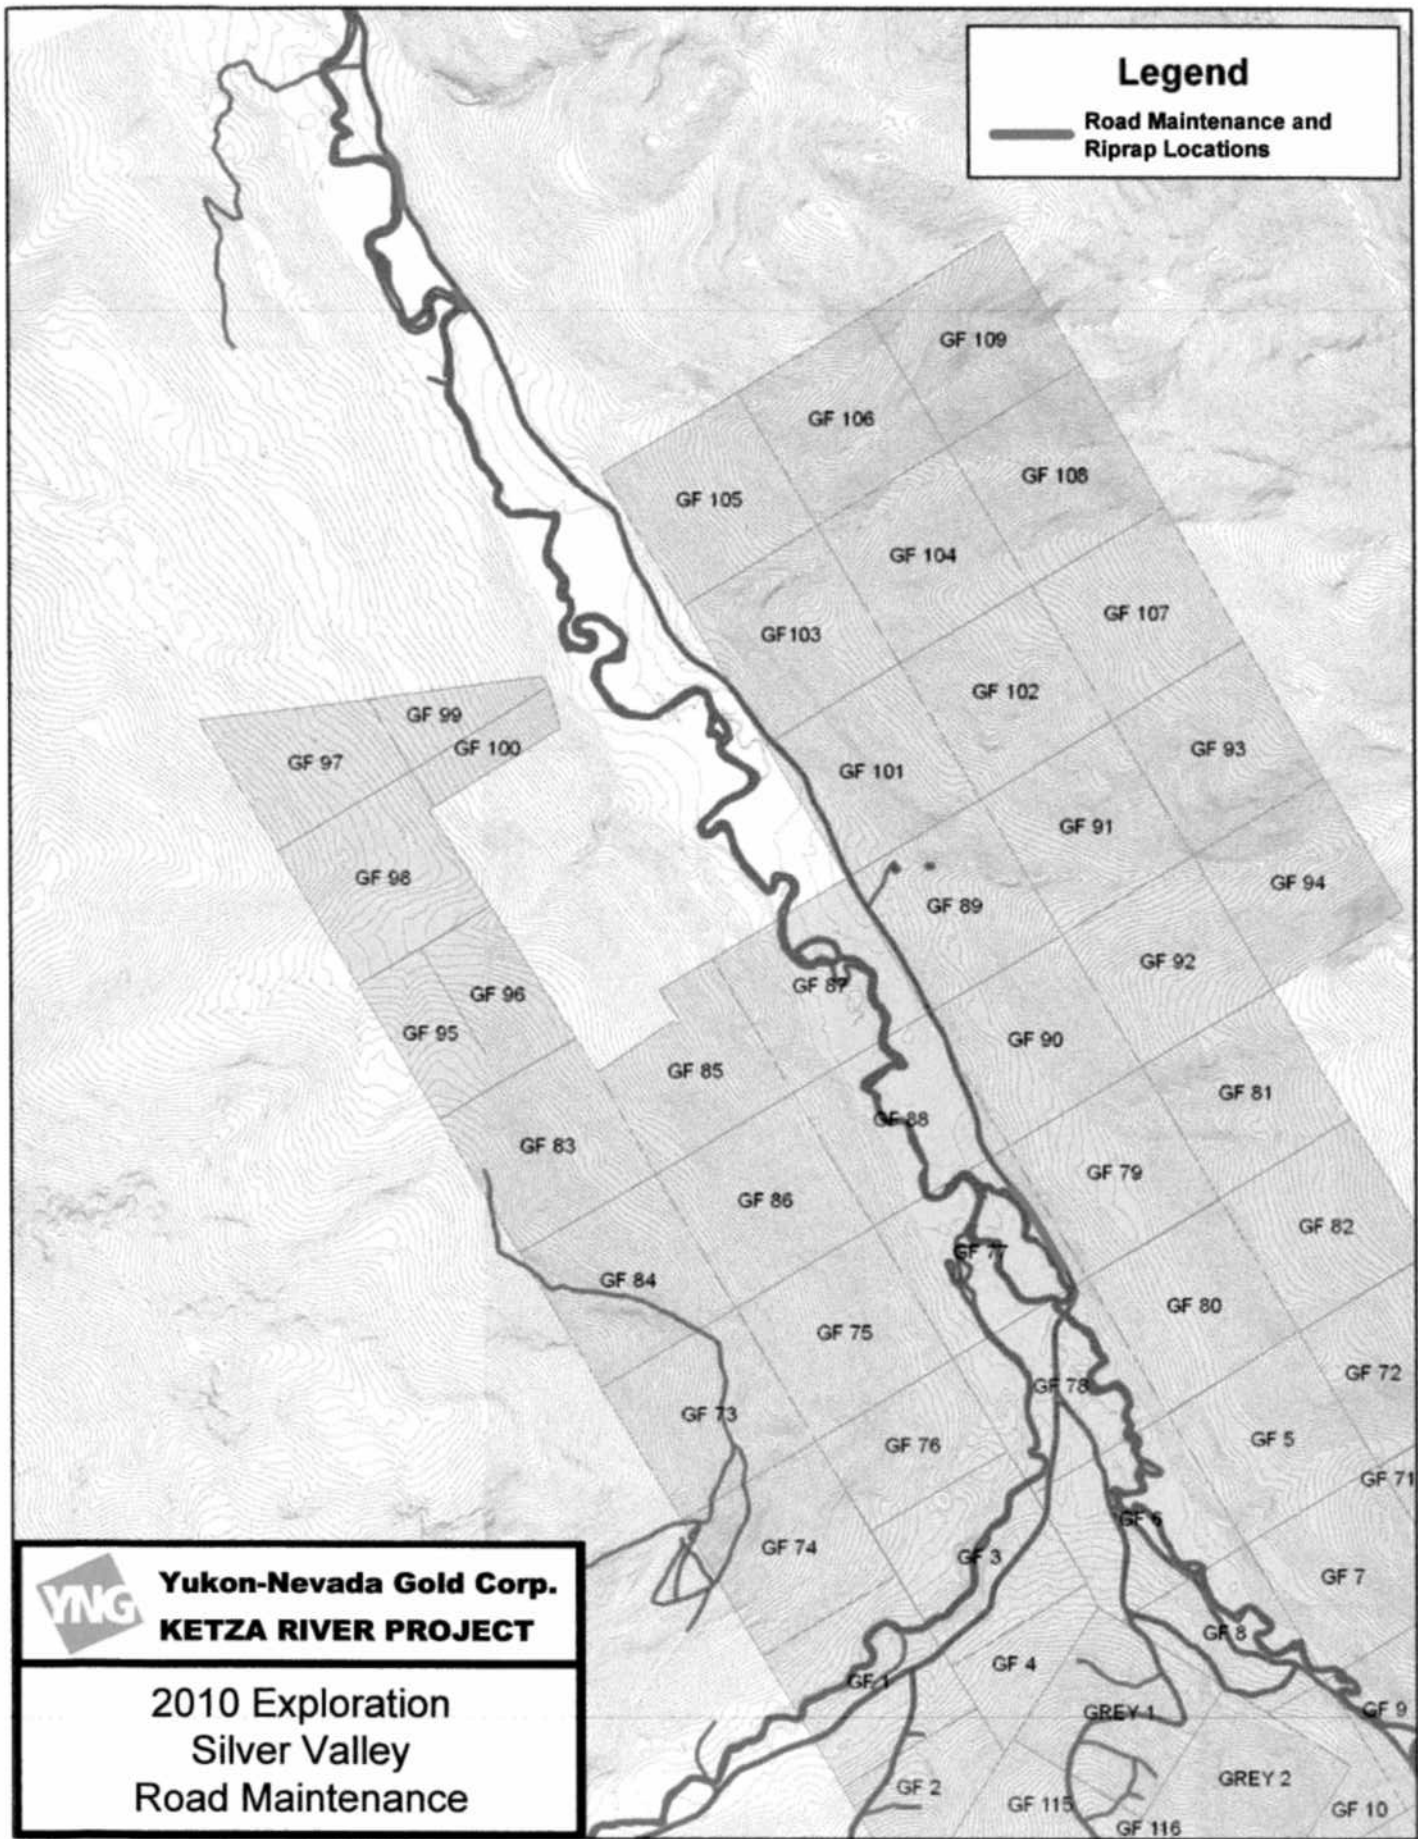 Legend
Road Maintenance and
Riprap Locations
GF 109
GF 106
GF 108
GF 105
GF 104
GF 107
GF103
GF 102
GF 99
GF 100
GF 93
GF 97
GF 101
GF 91
GF 98
GF 94
GF 89
GF 92
GF 87
GF 96
GF 95
GF 90
GF 85
GF 81
GF 88
GF 83
GF 79
GF 86
GF 82
GF 77
GF 84
GF 80
GF 75
GF 72
GF 78
GF 73
GF 76
GF 5
GF 71
GF 6
GF 74
GF 3
GF 7
GF 8
GF 4
GF 1
GREY 1
GF 9
GF 2
GREY 2
GF 115
GF 10
GF 116
YNG
Yukon-Nevada Gold Corp.
KETZA RIVER PROJECT
2010 Exploration
Silver Valley
Road Maintenance